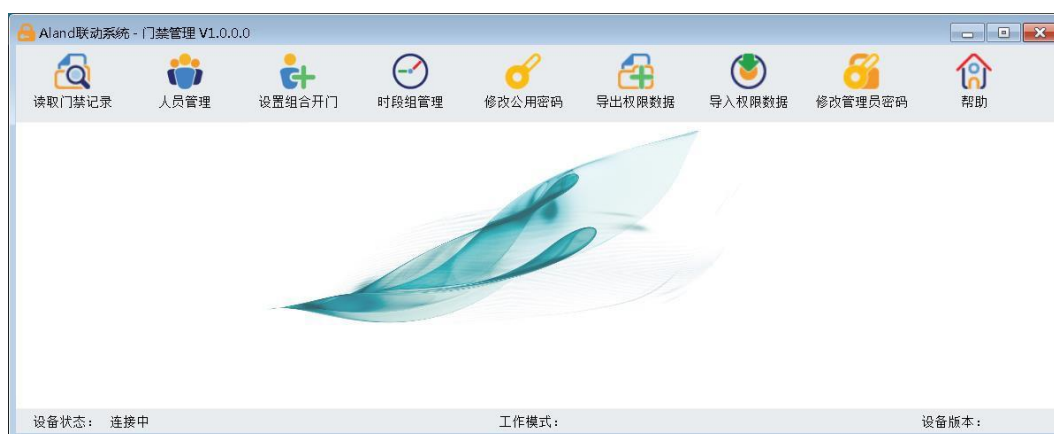 Aland联动系统 - 门禁管理 V1.0.0.0
读取门禁记录 人员管理 设置组合开门 时段组管理 修改公用密码 导出权限数据 导入权限数据 修改管理员密码 帮助
设备状态： 连接中 工作模式： 设备版本：